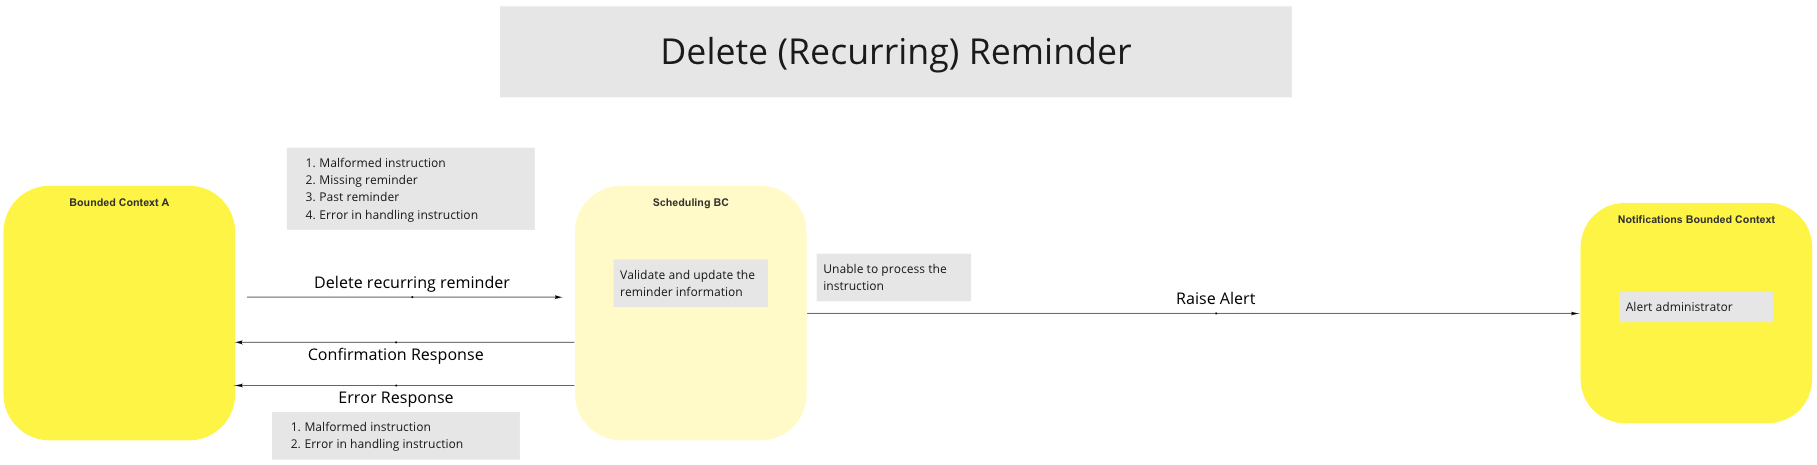 Delete (Recurring) Reminder
1. Malformed instruction
2. Missing reminder
3. Past reminder
4. Error in handling instruction
Bounded Context A
Delete recurring reminder
Confirmation Response
Error Response
1. Malformed instruction
2. Error in handling instruction
Scheduling BC
Validate and update the
reminder information
Unable to process the
instruction
Raise Alert
Notifications Bounded Context
Alert administrator